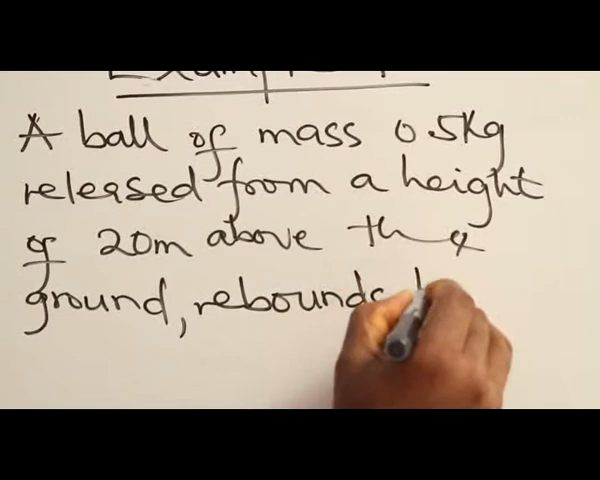 A ball of mass 0.5Kg
released from a height
of 20m above the
ground, rebounds